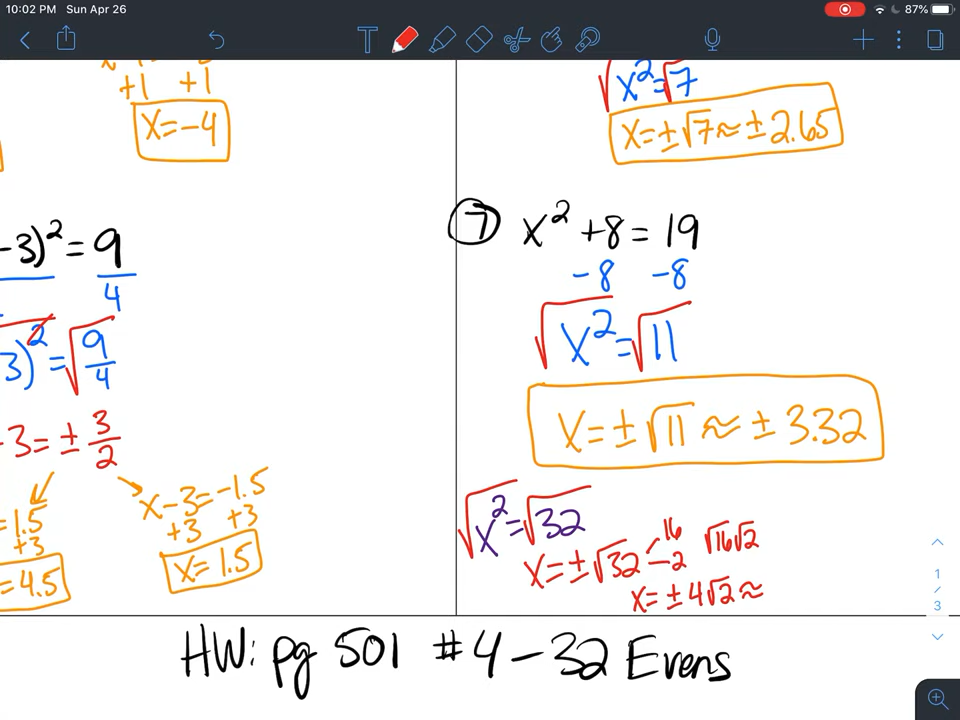 10:02 PM Sun Apr 26 87%
+1 +1
x=-4
-3)²=9
4
3)²=√9/4
-3=±3/2
=1.5
+3
=4.5
x-3=-1.5
+3 +3
x=1.5
√x²=√7
x=±√7≈±2.65
⑦ x²+8=19
-8 -8
√x²=√11
x=±√11≈±3.32
√x²=√32
x=±√32 16 2 √16√2
x=±4√2≈
HW: pg 501 #4-32 Evens
1
/
3